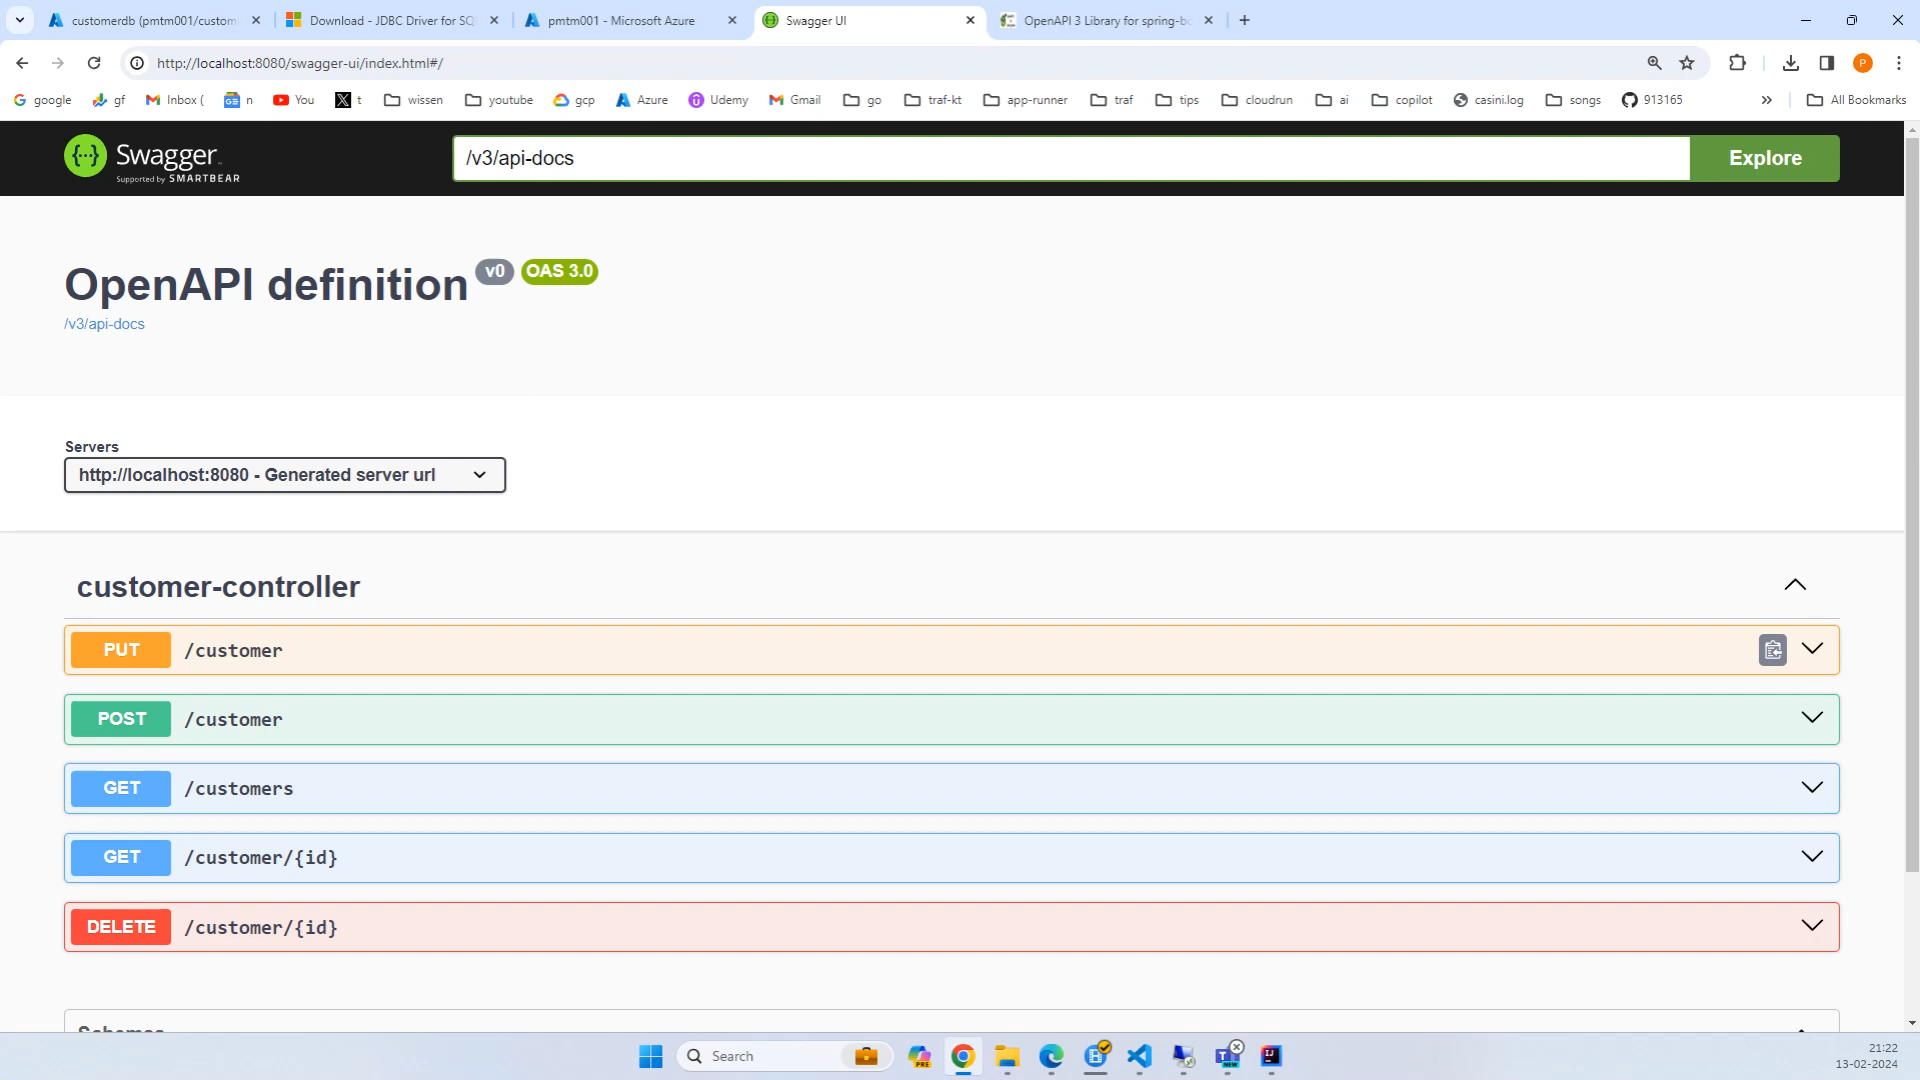 customerdb (pmtm001/custom
Download - JDBC Driver for SQ
pmtm001 - Microsoft Azure
Swagger UI
OpenAPI 3 Library for spring-bo
http://localhost:8080/swagger-ui/index.html#/
P
google
gf
Inbox (
n
You
t
wissen
youtube
gcp
Azure
Udemy
Gmail
go
traf-kt
app-runner
traf
tips
cloudrun
ai
copilot
casini.log
songs
913165
All Bookmarks
Swagger
Supported by SMARTBEAR
/v3/api-docs
Explore
OpenAPI definition v0 OAS 3.0
/v3/api-docs
Servers
http://localhost:8080 - Generated server url
customer-controller
PUT /customer
POST /customer
GET /customers
GET /customer/{id}
DELETE /customer/{id}
Schemas
Search
PRE
NEW
21:22
13-02-2024